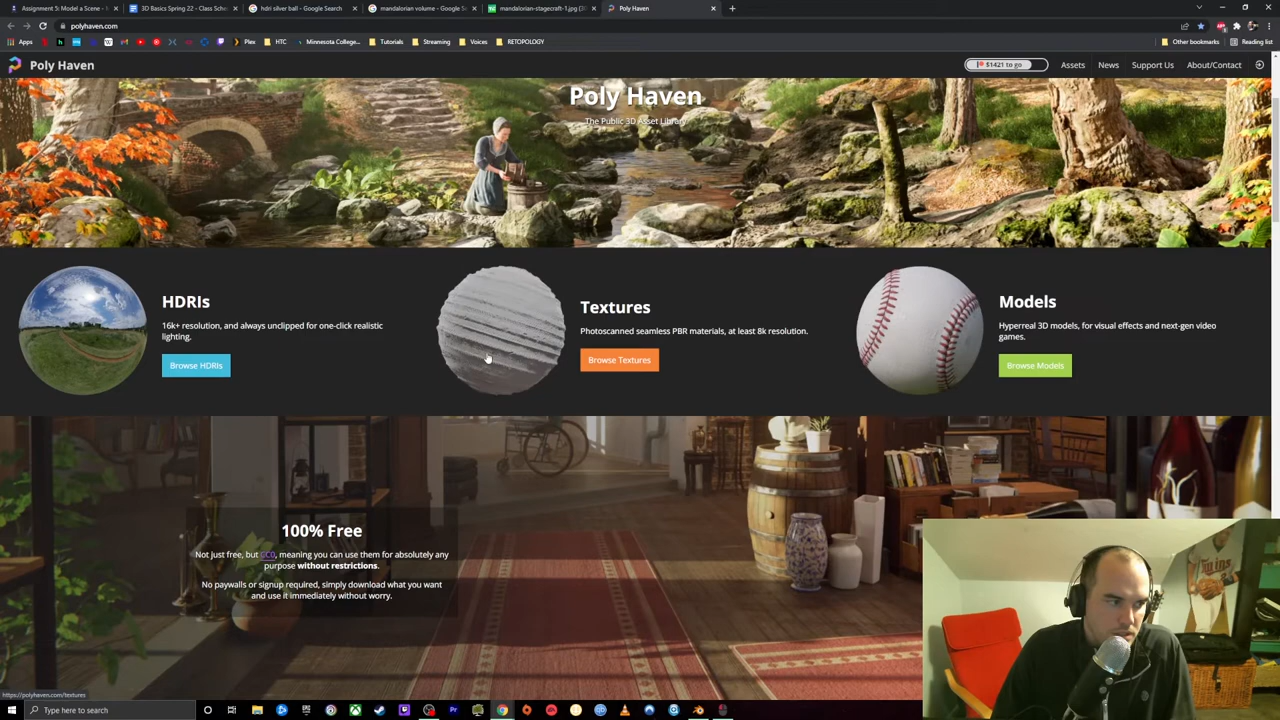 Assignment 5: Model a Scene -
3D Basics Spring 22 - Class Sche
hdri silver ball - Google Search
mandalorian volume - Google Se
mandalorian-stagecraft-1.jpg (30
Poly Haven
polyhaven.com
Apps
Plex
HTC
Minnesota College...
Tutorials
Streaming
Voices
RETOPOLOGY
Other bookmarks
Reading list
Poly Haven
$1421 to go
Assets
News
Support Us
About/Contact
Poly Haven
The Public 3D Asset Library
HDRIs
16k+ resolution, and always unclipped for one-click realistic
lighting.
Browse HDRIs
Textures
Photoscanned seamless PBR materials, at least 8k resolution.
Browse Textures
Models
Hyperreal 3D models, for visual effects and next-gen video
games.
Browse Models
100% Free
Not just free, but CC0, meaning you can use them for absolutely any
purpose without restrictions.
No paywalls or signup required, simply download what you want
and use it immediately without worry.
Twins
https://polyhaven.com/textures
Type here to search